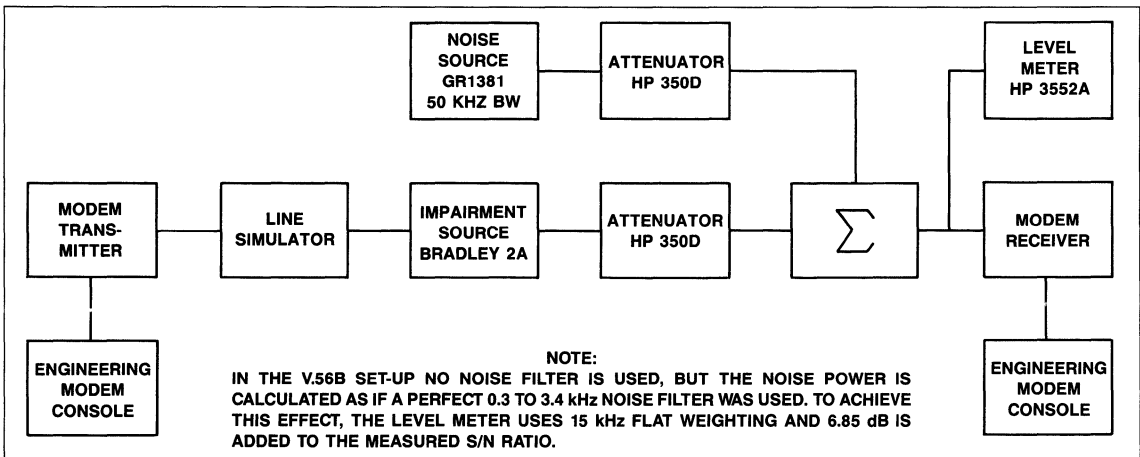 NOISE
SOURCE
GR1381
50 KHZ BW
ATTENUATOR
HP 350D
LEVEL
METER
HP 3552A
MODEM
TRANS-
MITTER
LINE
SIMULATOR
IMPAIRMENT
SOURCE
BRADLEY 2A
ATTENUATOR
HP 350D
Σ
MODEM
RECEIVER
ENGINEERING
MODEM
CONSOLE
NOTE:
IN THE V.56B SET-UP NO NOISE FILTER IS USED, BUT THE NOISE POWER IS
CALCULATED AS IF A PERFECT 0.3 TO 3.4 kHz NOISE FILTER WAS USED. TO ACHIEVE
THIS EFFECT, THE LEVEL METER USES 15 kHz FLAT WEIGHTING AND 6.85 dB IS
ADDED TO THE MEASURED S/N RATIO.
ENGINEERING
MODEM
CONSOLE